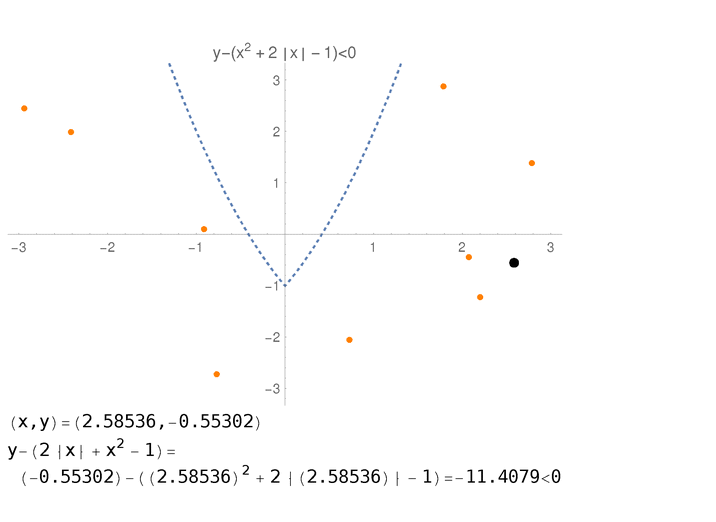 y−(x² + 2 |x| − 1)<0
3
2
1
−3 −2 −1 1 2 3
−1
−2
−3
(x,y)=(2.58536,−0.55302)
y−(2 |x| + x² − 1)=
(−0.55302)−((2.58536)² + 2 |(2.58536)| − 1)=−11.4079<0